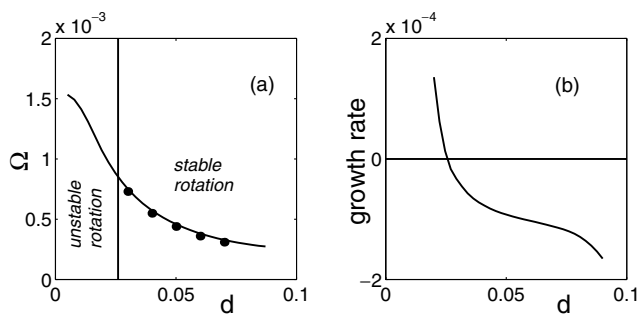 x 10⁻³
2
1.5
1
0.5
0
Ω
(a)
stable
rotation
unstable
rotation
0
0.05
0.1
d
x 10⁻⁴
2
0
−2
growth rate
(b)
0
0.05
0.1
d